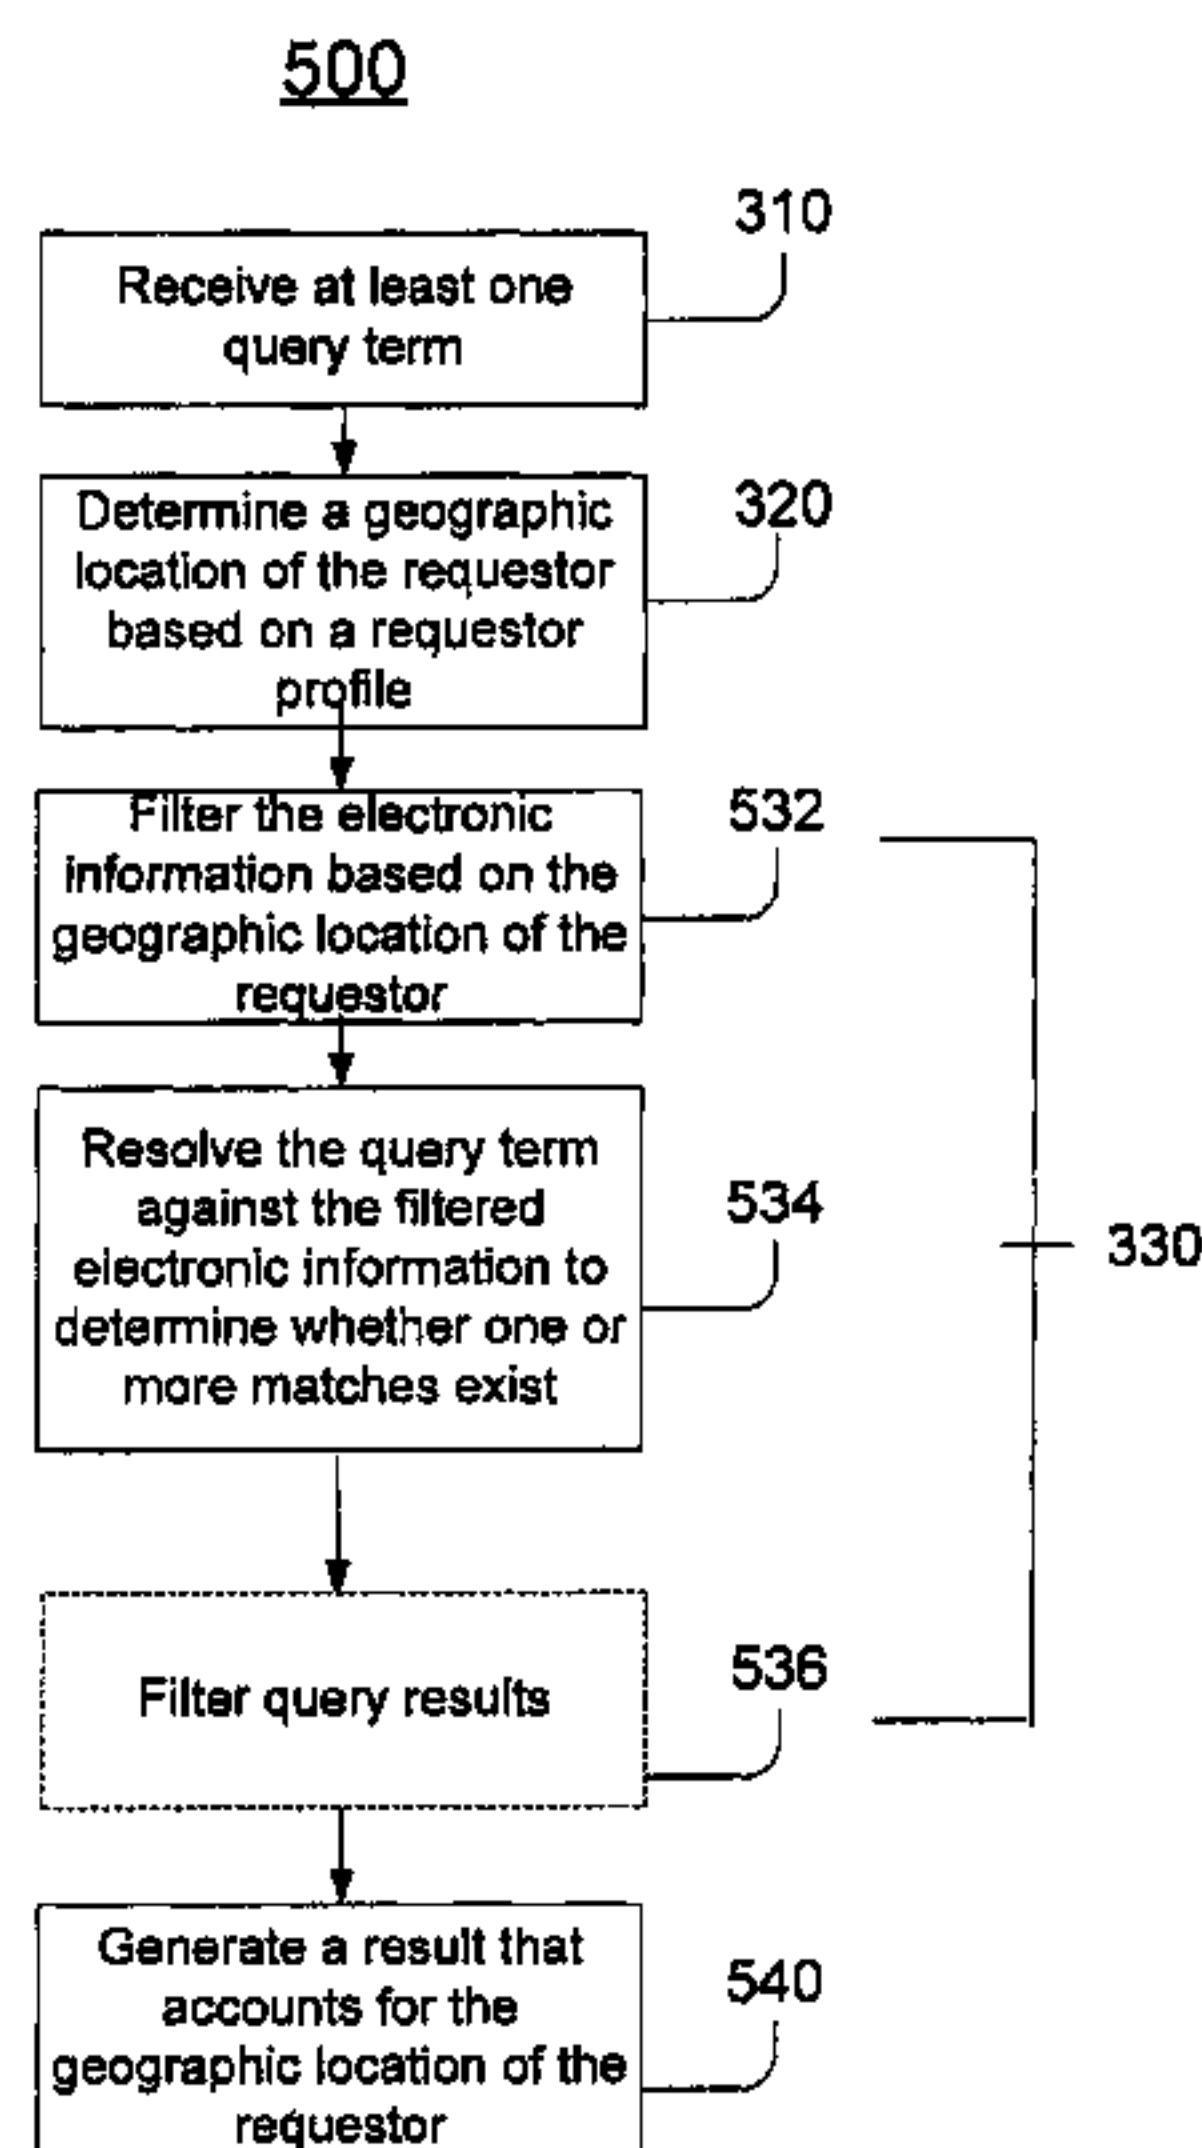 500
310
Receive at least one
query term
320
Determine a geographic
location of the requestor
based on a requestor
profile
532
Filter the electronic
information based on the
geographic location of the
requestor
534
Resolve the query term
against the filtered
electronic information to
determine whether one or
more matches exist
330
536
Filter query results
540
Generate a result that
accounts for the
geographic location of the
requestor